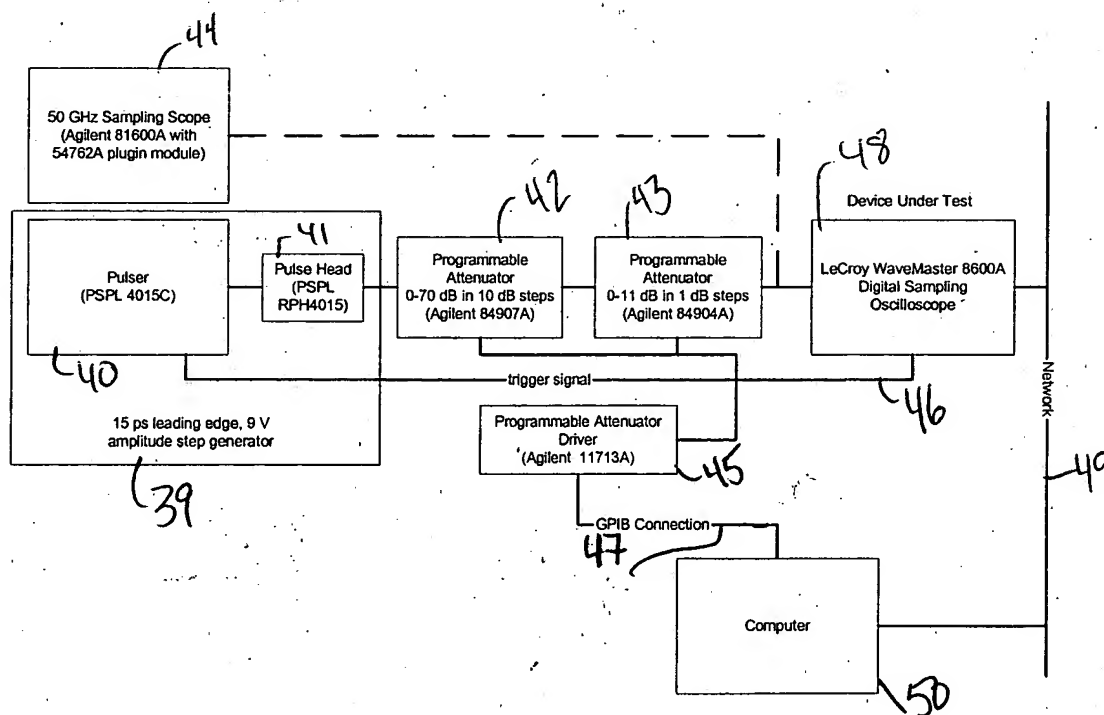 44
50 GHz Sampling Scope
(Agilent 81600A with
54762A plugin module)
42
43
48
Device Under Test
41
Pulser
(PSPL 4015C)
Pulse Head
(PSPL
RPH4015)
Programmable
Attenuator
0-70 dB in 10 dB steps
(Agilent 84907A)
Programmable
Attenuator
0-11 dB in 1 dB steps
(Agilent 84904A)
LeCroy WaveMaster 8600A
Digital Sampling
Oscilloscope
40
trigger signal
46
Network
15 ps leading edge, 9 V
amplitude step generator
39
Programmable Attenuator
Driver
(Agilent 11713A)
45
49
GPIB Connection
47
Computer
50